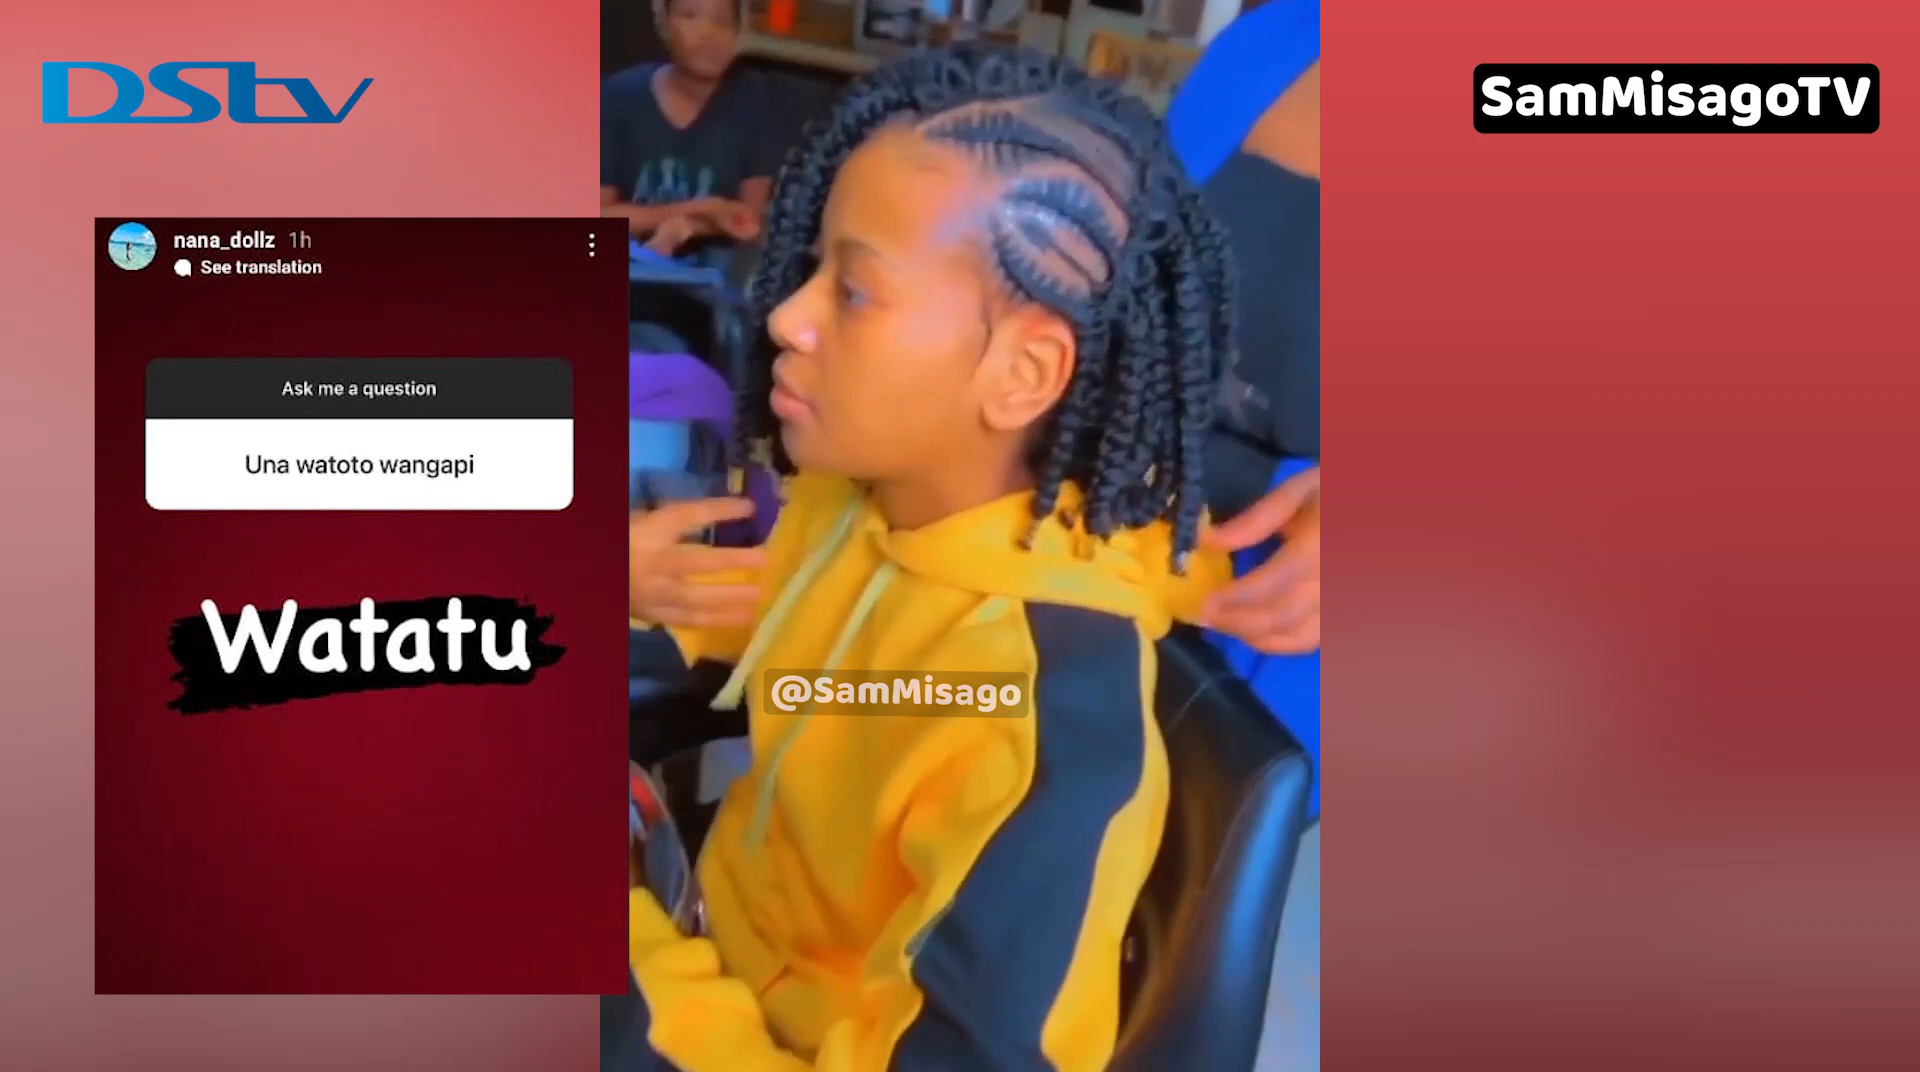 DStv
SamMisagoTV
nana_dollz 1h
See translation
Ask me a question
Una watoto wangapi
Watatu
@SamMisago